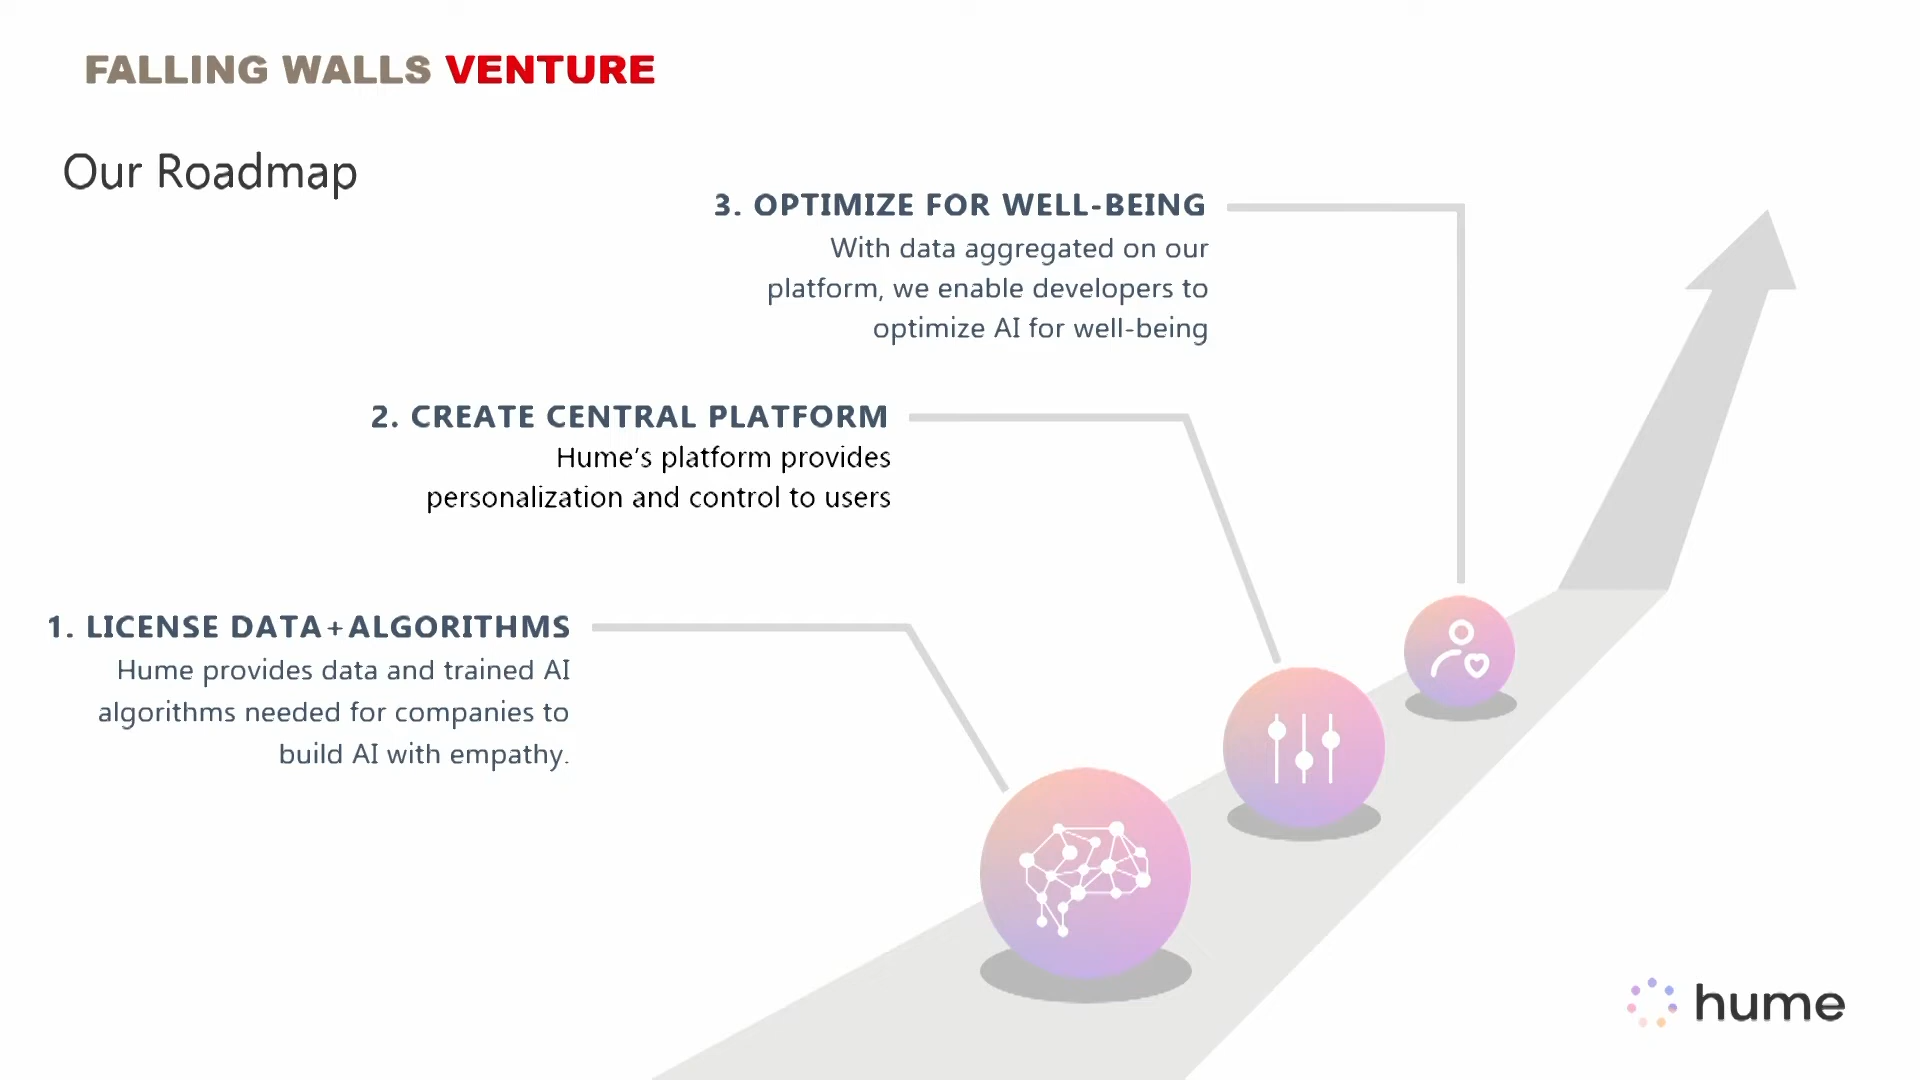 FALLING WALLS VENTURE
Our Roadmap
3. OPTIMIZE FOR WELL-BEING
With data aggregated on our
platform, we enable developers to
optimize AI for well-being
2. CREATE CENTRAL PLATFORM
Hume's platform provides
personalization and control to users
1. LICENSE DATA+ALGORITHMS
Hume provides data and trained AI
algorithms needed for companies to
build AI with empathy.
hume